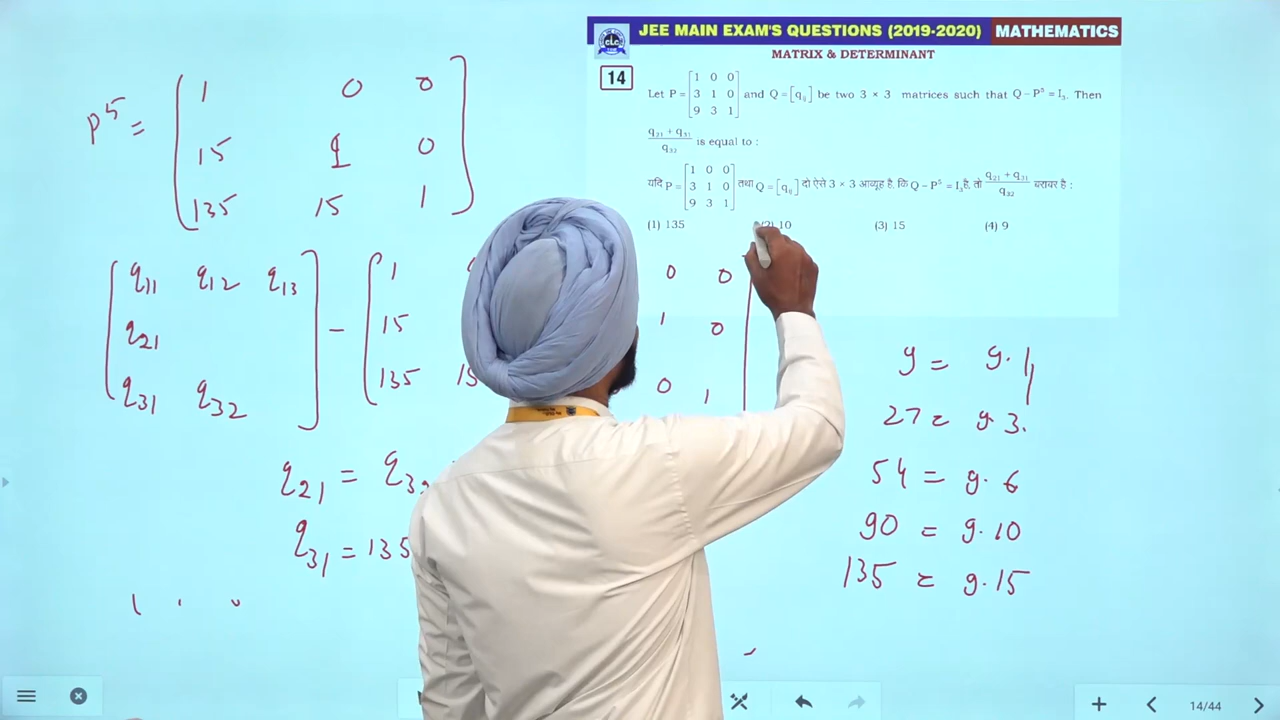 JEE MAIN EXAM'S QUESTIONS (2019-2020) MATHEMATICS
MATRIX & DETERMINANT
14
Let P = [1 0 0; 3 1 0; 9 3 1] and Q = [q_ij] be two 3 × 3 matrices such that Q – P⁵ = I₃. Then
(q₂₁ + q₃₁)/q₃₂ is equal to :
यदि P = [1 0 0; 3 1 0; 9 3 1] तथा Q = [q_ij] दो ऐसे 3 × 3 आव्यूह है, कि Q – P⁵ = I₃ है, तो (q₂₁ + q₃₁)/q₃₂ बराबर है :
(1) 135 (2) 10 (3) 15 (4) 9
P⁵ =
1 0 0
15 1 0
135 15 1
q₁₁ q₁₂ q₁₃ – 1 0 0
q₂₁ 15 1 0
q₃₁ q₃₂ 135 15 0 1
q₂₁ = q₃₂
q₃₁ = 135
9 = 9·1
27 = 9·3
54 = 9·6
90 = 9·10
135 = 9·15
14/44